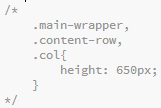 /*
    .main-wrapper,
    .content-row,
    .col{
        height: 650px;
    }
*/